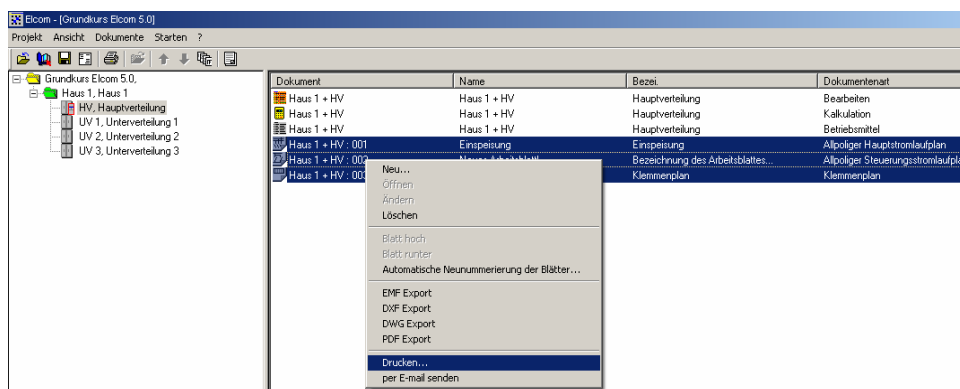 Elcom - [Grundkurs Elcom 5.0]
Projekt Ansicht Dokumente Starten ?
Grundkurs Elcom 5.0,
Haus 1, Haus 1
HV, Hauptverteilung
UV 1, Unterverteilung 1
UV 2, Unterverteilung 2
UV 3, Unterverteilung 3
Dokument Name Bezei. Dokumentenart
Haus 1 + HV Haus 1 + HV Hauptverteilung Bearbeiten
Haus 1 + HV Haus 1 + HV Hauptverteilung Kalkulation
Haus 1 + HV Haus 1 + HV Hauptverteilung Betriebsmittel
Haus 1 + HV : 001 Einspeisung Einspeisung Allpoliger Hauptstromlaufplan
Haus 1 + HV : 002 Bezeichnung des Arbeitsblattes... Allpoliger Steuerungsstromlaufpla
Haus 1 + HV : 003 Klemmenplan Klemmenplan
Neu...
Öffnen
Ändern
Löschen
Blatt hoch
Blatt runter
Automatische Neunummerierung der Blätter...
EMF Export
DXF Export
DWG Export
PDF Export
Drucken...
per E-mail senden